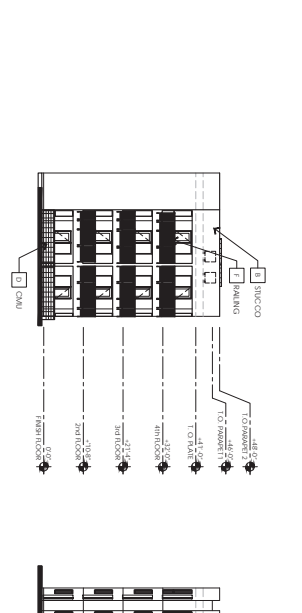 B STUCCO
F RAILING
D CMU
+48'-0"
T.O.PARAPET 2
+46'-0"
T.O. PARAPET 1
+41'-0"
T. O. PLATE
+32'-0"
4th FLOOR
+21'-4"
3rd FLOOR
+10'-8"
2nd FLOOR
0'-0"
FINISH FLOOR